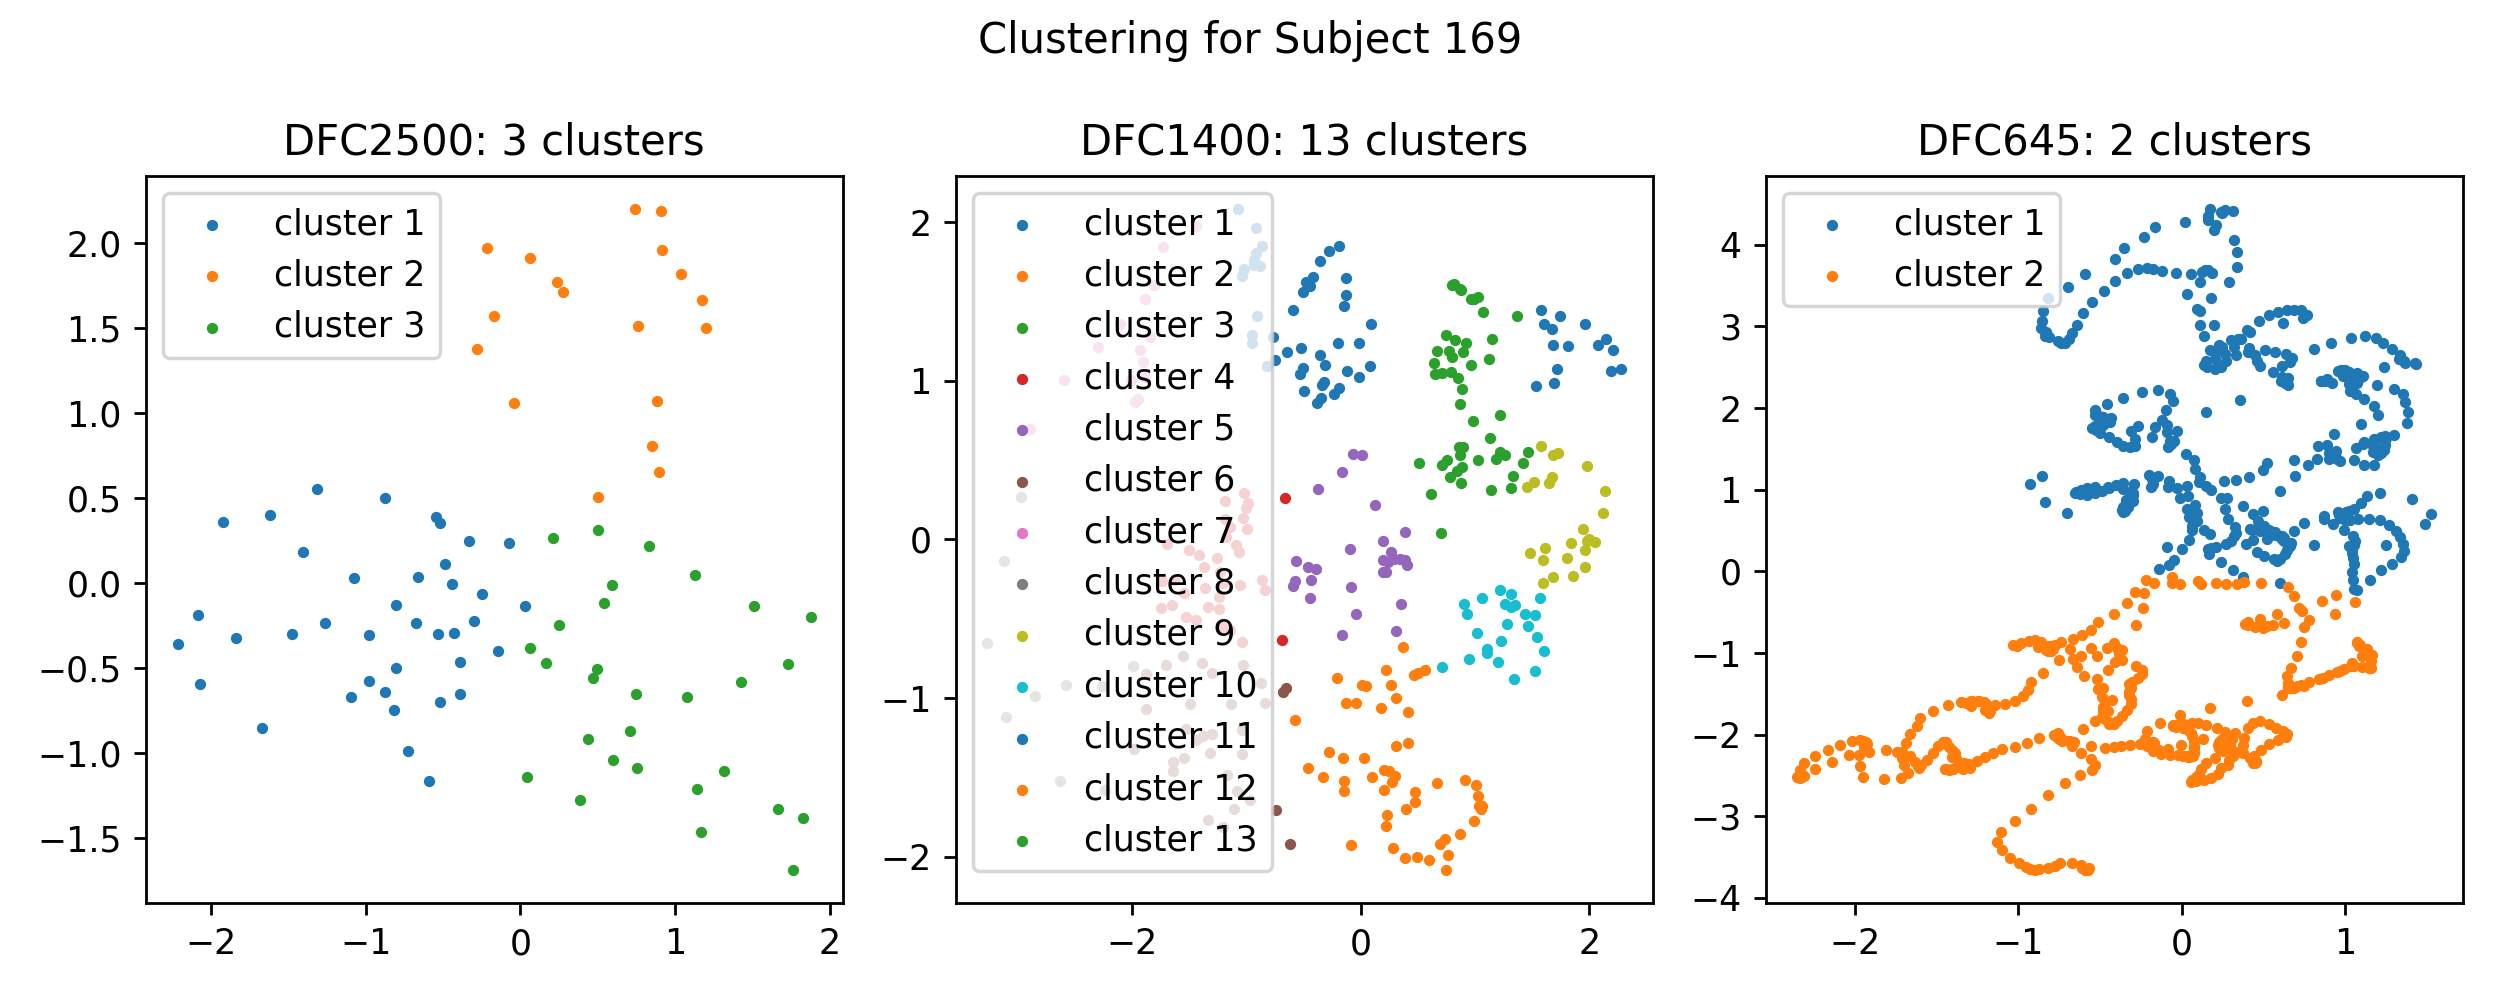 Clustering for Subject 169
DFC2500: 3 clusters
cluster 1
cluster 2
cluster 3
2.0
1.5
1.0
0.5
0.0
−0.5
−1.0
−1.5
−2
−1
0
1
2
DFC1400: 13 clusters
cluster 1
cluster 2
cluster 3
cluster 4
cluster 5
cluster 6
cluster 7
cluster 8
cluster 9
cluster 10
cluster 11
cluster 12
cluster 13
2
1
0
−1
−2
−2
0
2
DFC645: 2 clusters
cluster 1
cluster 2
4
3
2
1
0
−1
−2
−3
−4
−2
−1
0
1